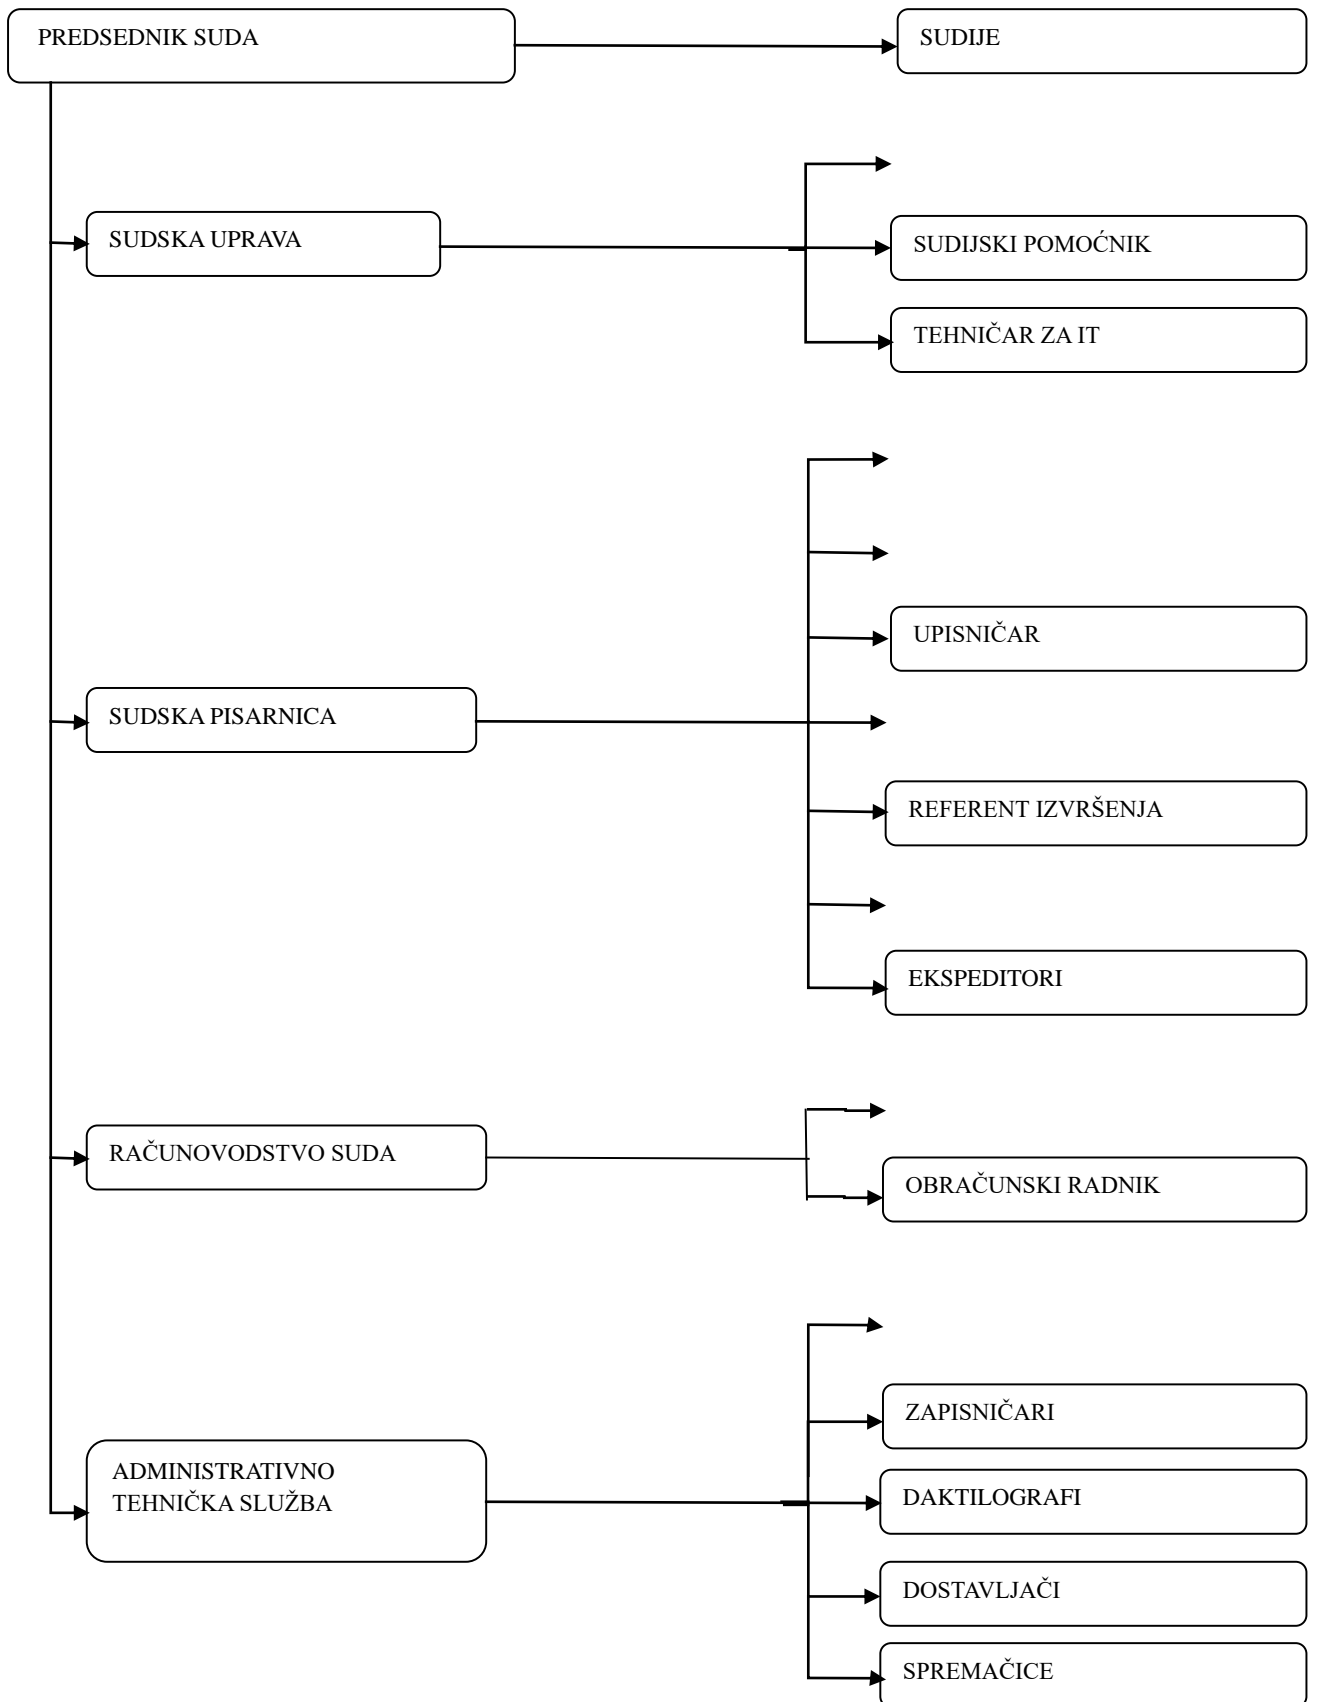 PREDSEDNIK SUDA
SUDIJE
SUDSKA UPRAVA
SUDIJSKI POMOĆNIK
TEHNIČAR ZA IT
UPISNIČAR
SUDSKA PISARNICA
REFERENT IZVRŠENJA
EKSPEDITORI
RAČUNOVODSTVO SUDA
OBRAČUNSKI RADNIK
ZAPISNIČARI
ADMINISTRATIVNO
TEHNIČKA SLUŽBA
DAKTILOGRAFI
DOSTAVLJAČI
SPREMAČICE